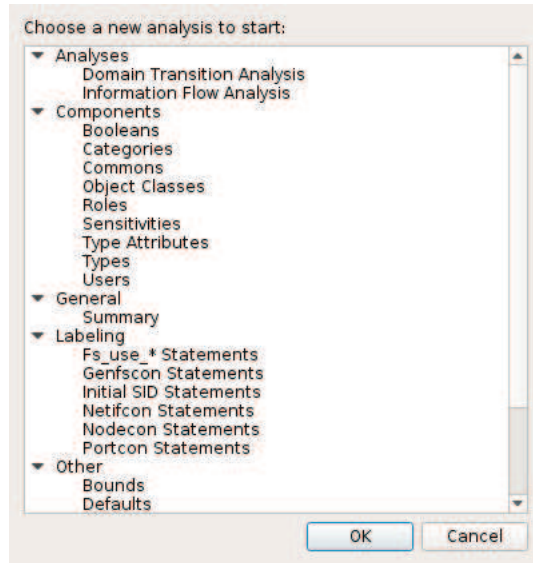 Choose a new analysis to start:
Analyses
Domain Transition Analysis
Information Flow Analysis
Components
Booleans
Categories
Commons
Object Classes
Roles
Sensitivities
Type Attributes
Types
Users
General
Summary
Labeling
Fs_use_* Statements
Genfscon Statements
Initial SID Statements
Netifcon Statements
Nodecon Statements
Portcon Statements
Other
Bounds
Defaults
OK Cancel